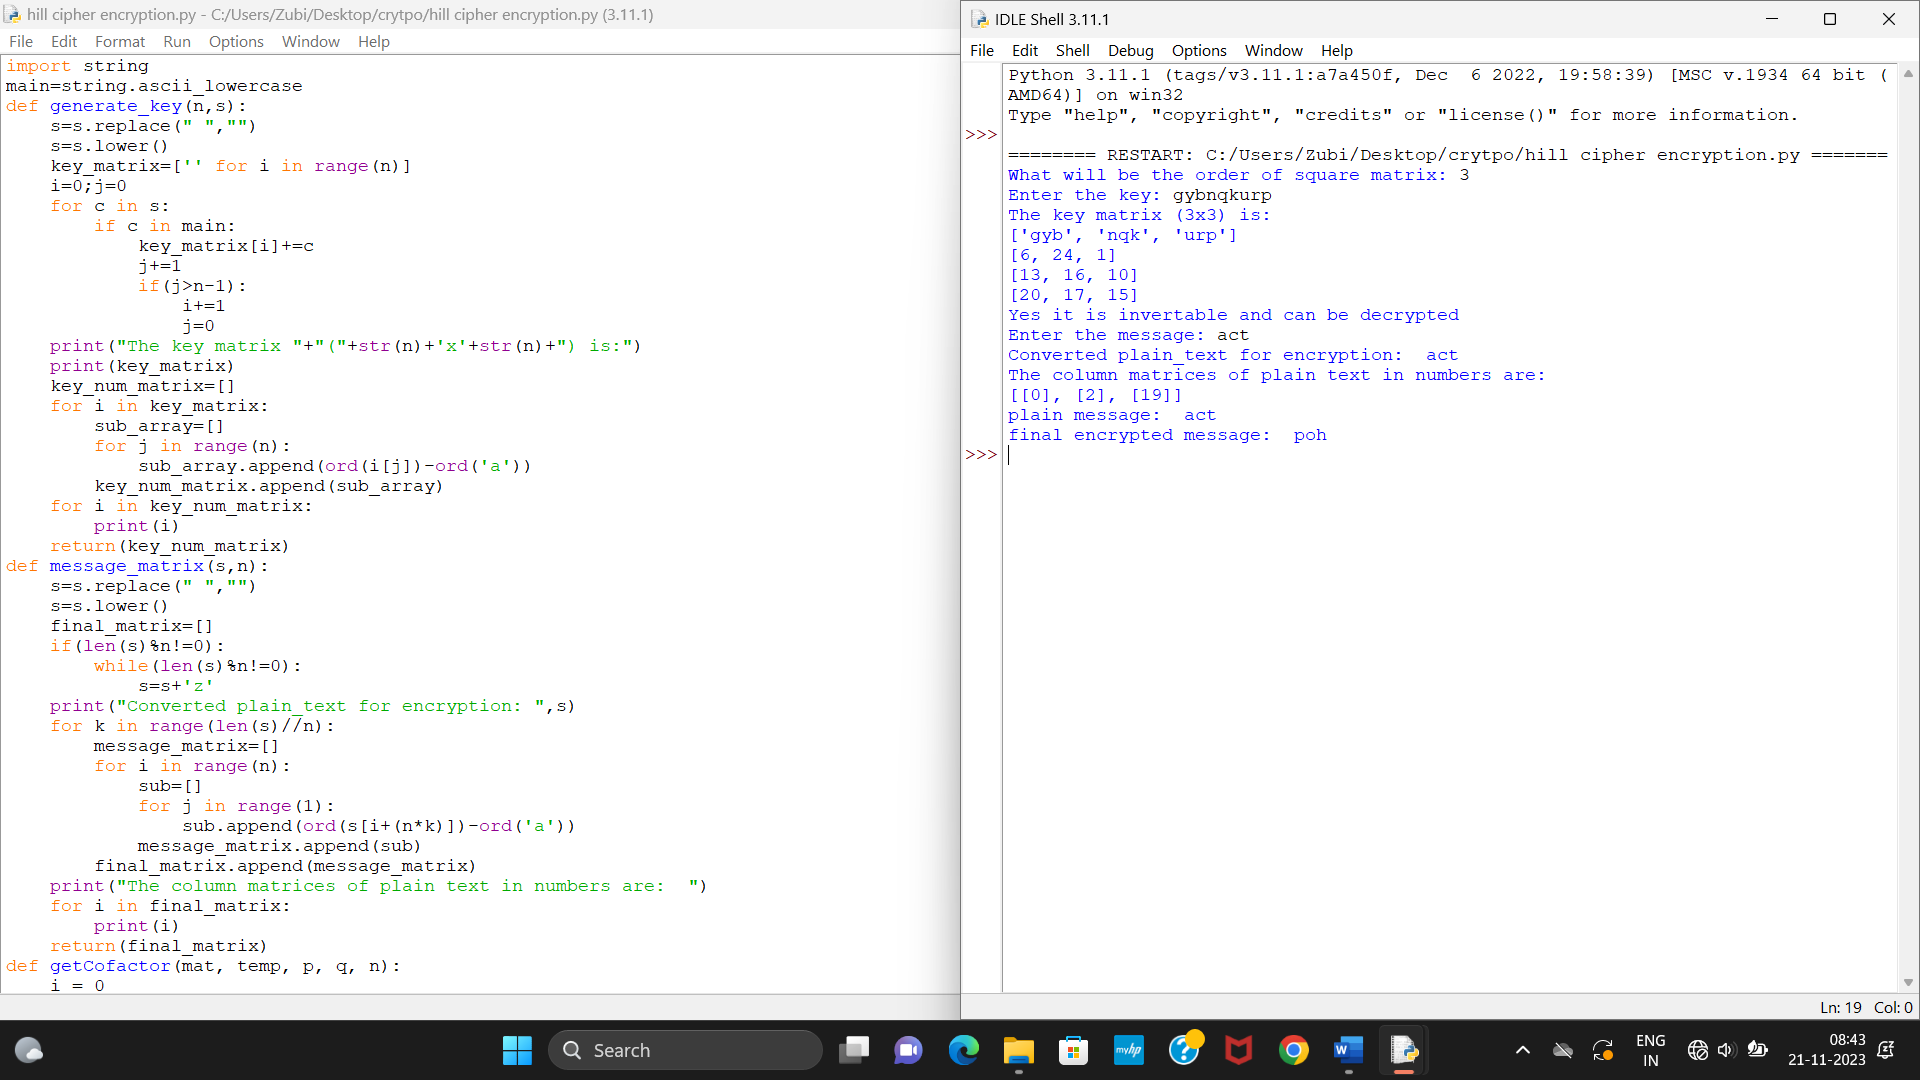 hill cipher encryption.py - C:/Users/Zubi/Desktop/crytpo/hill cipher encryption.py (3.11.1)
File Edit Format Run Options Window Help
import string
main=string.ascii_lowercase
def generate_key(n,s):
    s=s.replace(" ","")
    s=s.lower()
    key_matrix=['' for i in range(n)]
    i=0;j=0
    for c in s:
        if c in main:
            key_matrix[i]+=c
            j+=1
            if(j>n-1):
                i+=1
                j=0
    print("The key matrix "+"("+str(n)+'x'+str(n)+") is:")
    print(key_matrix)
    key_num_matrix=[]
    for i in key_matrix:
        sub_array=[]
        for j in range(n):
            sub_array.append(ord(i[j])-ord('a'))
        key_num_matrix.append(sub_array)
    for i in key_num_matrix:
        print(i)
    return(key_num_matrix)
def message_matrix(s,n):
    s=s.replace(" ","")
    s=s.lower()
    final_matrix=[]
    if(len(s)%n!=0):
        while(len(s)%n!=0):
            s=s+'z'
    print("Converted plain_text for encryption: ",s)
    for k in range(len(s)//n):
        message_matrix=[]
        for i in range(n):
            sub=[]
            for j in range(1):
                sub.append(ord(s[i+(n*k)])-ord('a'))
            message_matrix.append(sub)
        final_matrix.append(message_matrix)
    print("The column matrices of plain text in numbers are:  ")
    for i in final_matrix:
        print(i)
    return(final_matrix)
def getCofactor(mat, temp, p, q, n):
    i = 0
IDLE Shell 3.11.1
File Edit Shell Debug Options Window Help
Python 3.11.1 (tags/v3.11.1:a7a450f, Dec  6 2022, 19:58:39) [MSC v.1934 64 bit (
AMD64)] on win32
Type "help", "copyright", "credits" or "license()" for more information.
>>>
======== RESTART: C:/Users/Zubi/Desktop/crytpo/hill cipher encryption.py =======
What will be the order of square matrix: 3
Enter the key: gybnqkurp
The key matrix (3x3) is:
['gyb', 'nqk', 'urp']
[6, 24, 1]
[13, 16, 10]
[20, 17, 15]
Yes it is invertable and can be decrypted
Enter the message: act
Converted plain_text for encryption:  act
The column matrices of plain text in numbers are:
[[0], [2], [19]]
plain message:  act
final encrypted message:  poh
>>>
Ln: 19 Col: 0
Search
myhp
ENG
IN
08:43
21-11-2023